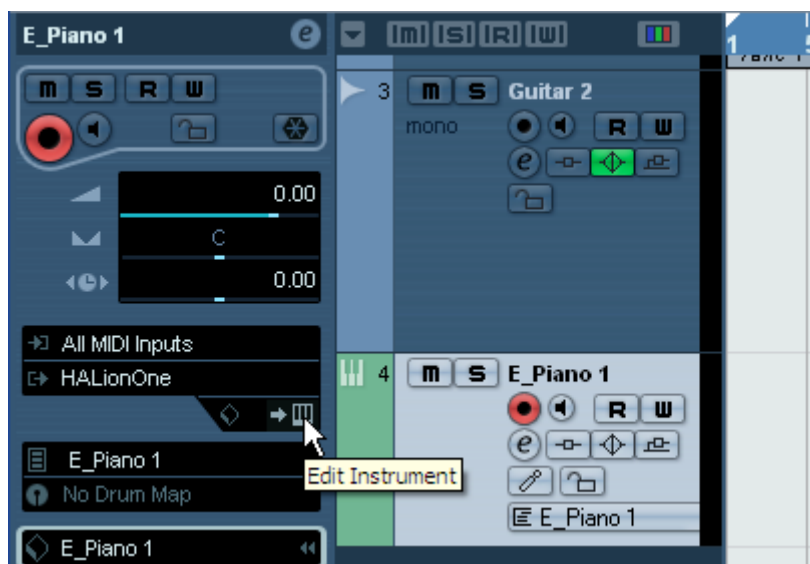 E_Piano 1
e
M S R W
0.00
C
0.00
All MIDI Inputs
HALionOne
E_Piano 1
No Drum Map
E_Piano 1
M S R W
3
M S
Guitar 2
mono
R W
e
4
M S
E_Piano 1
R W
e
E_Piano 1
Edit Instrument
1